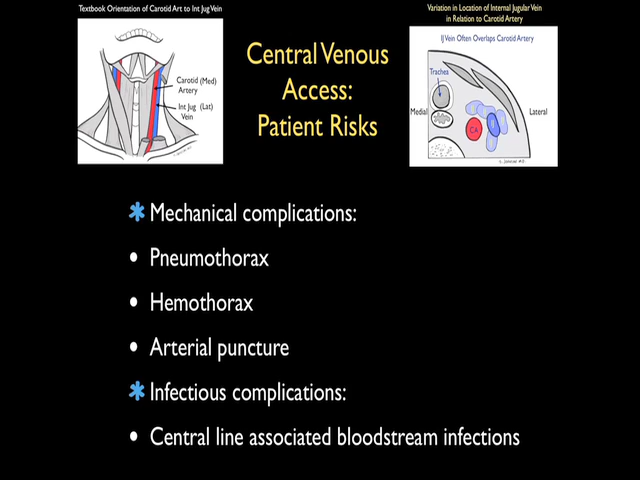 Textbook Orientation of Carotid Art to Int Jug Vein
Carotid (Med)
Artery
Int Jug (Lat)
Vein
Central Venous
Access:
Patient Risks
Variation in Location of Internal Jugular Vein
in Relation to Carotid Artery
IJ Vein Often Overlaps Carotid Artery
Trachea
Medial
Lateral
CA
✱ Mechanical complications:
• Pneumothorax
• Hemothorax
• Arterial puncture
✱ Infectious complications:
• Central line associated bloodstream infections